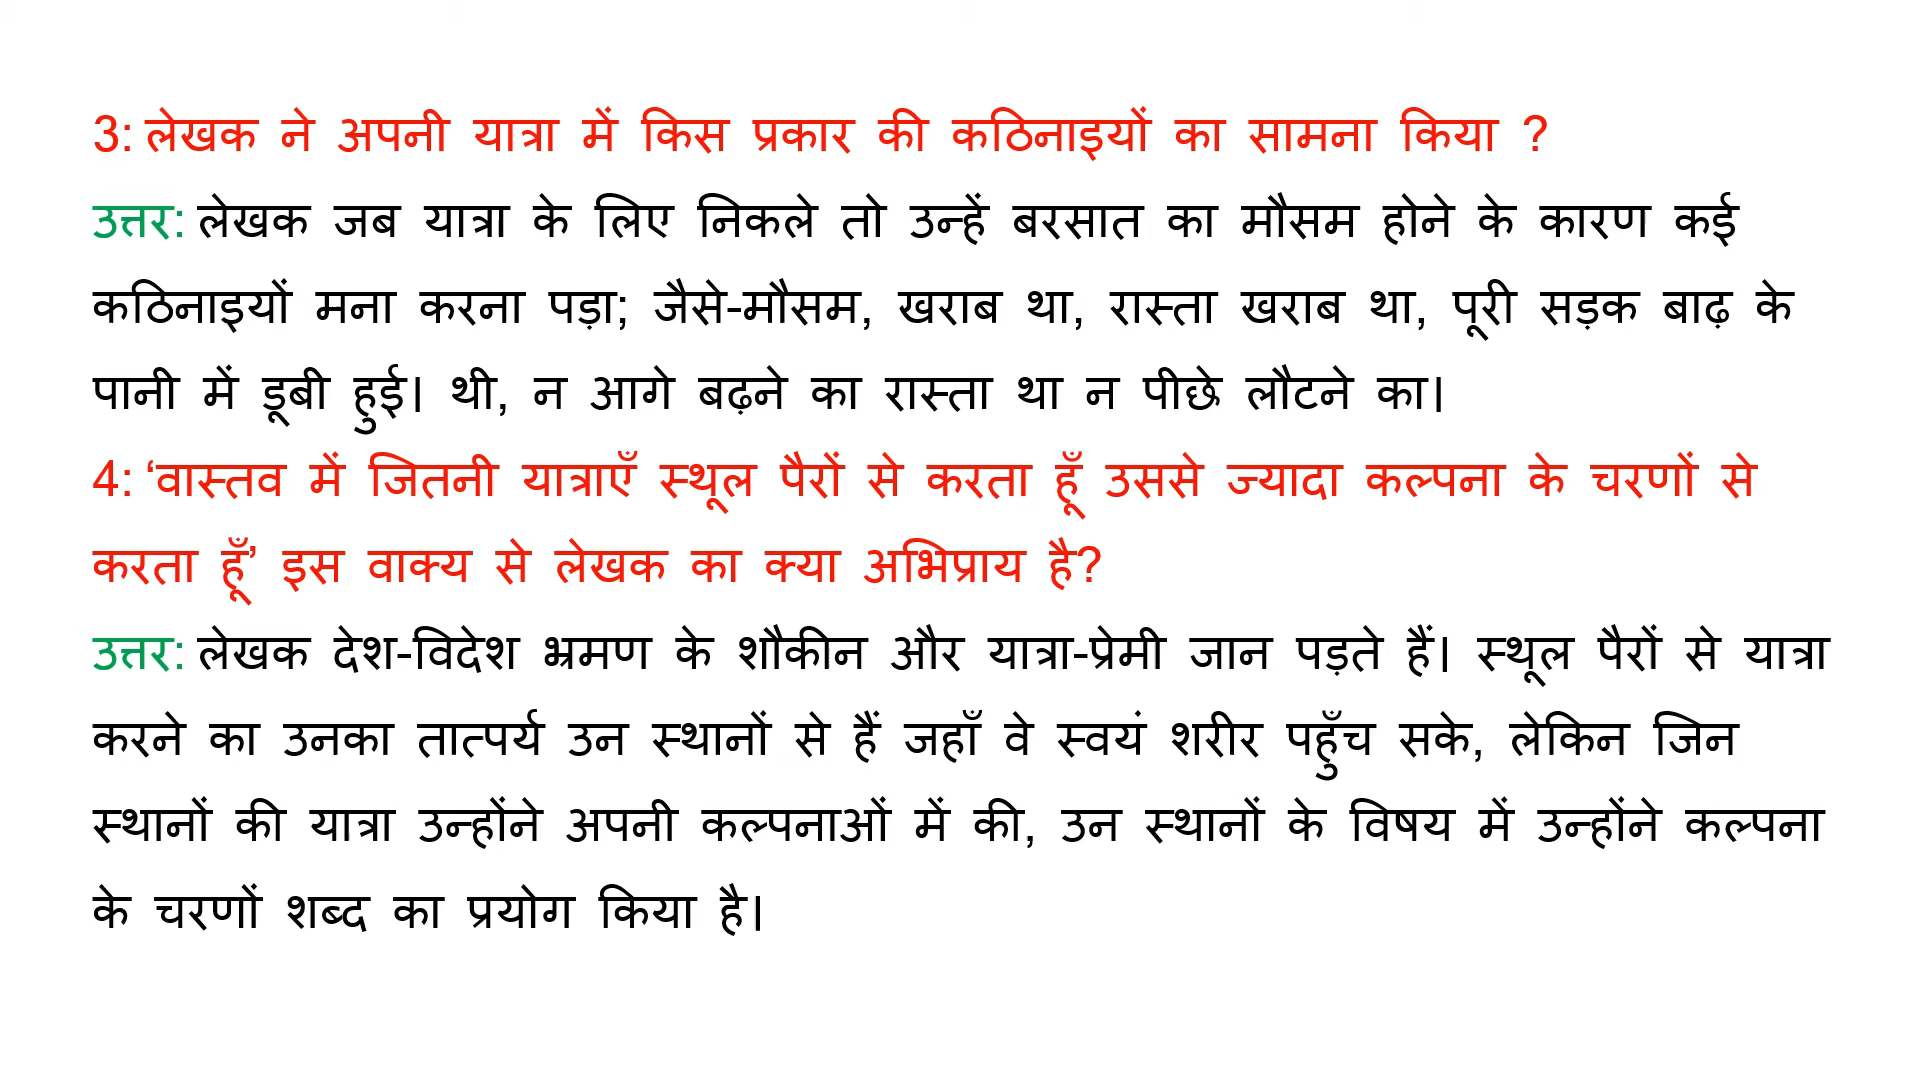 3: लेखक ने अपनी यात्रा में किस प्रकार की कठिनाइयों का सामना किया ?
उत्तर: लेखक जब यात्रा के लिए निकले तो उन्हें बरसात का मौसम होने के कारण कई
कठिनाइयों मना करना पड़ा; जैसे-मौसम, खराब था, रास्ता खराब था, पूरी सड़क बाढ़ के
पानी में डूबी हुई। थी, न आगे बढ़ने का रास्ता था न पीछे लौटने का।
4: ‘वास्तव में जितनी यात्राएँ स्थूल पैरों से करता हूँ उससे ज्यादा कल्पना के चरणों से
करता हूँ’ इस वाक्य से लेखक का क्या अभिप्राय है?
उत्तर: लेखक देश-विदेश भ्रमण के शौकीन और यात्रा-प्रेमी जान पड़ते हैं। स्थूल पैरों से यात्रा
करने का उनका तात्पर्य उन स्थानों से हैं जहाँ वे स्वयं शरीर पहुँच सके, लेकिन जिन
स्थानों की यात्रा उन्होंने अपनी कल्पनाओं में की, उन स्थानों के विषय में उन्होंने कल्पना
के चरणों शब्द का प्रयोग किया है।